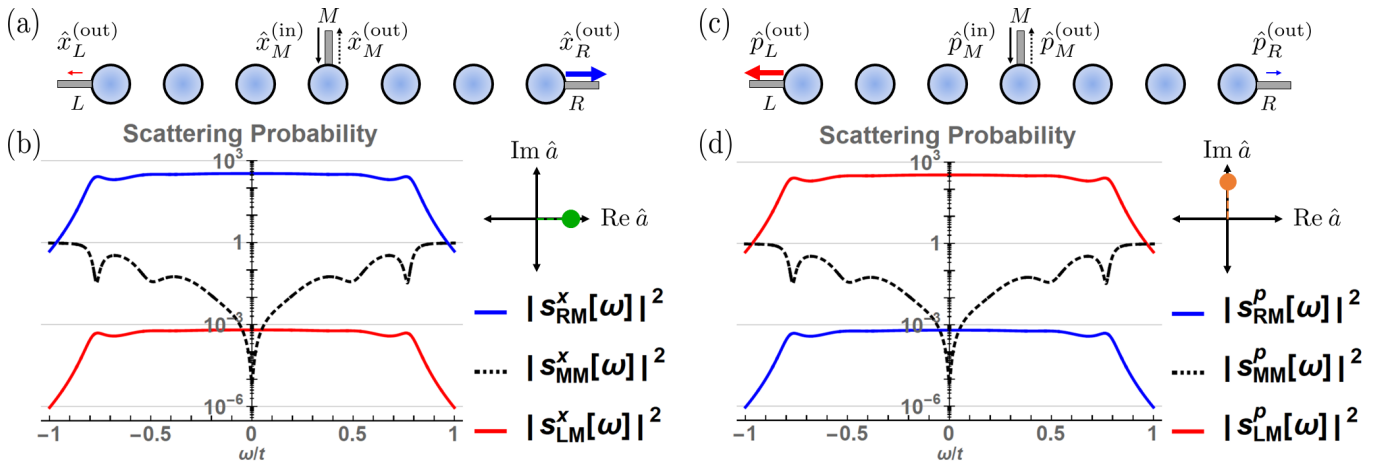 (a)
x̂_L^(out)
x̂_M^(in)
M
x̂_M^(out)
x̂_R^(out)
L
R
(b)
Scattering Probability
10^3
1
10^-3
10^-6
-1
-0.5
0
0.5
1
ω/t
Im â
Re â
|s^x_RM[ω]|^2
|s^x_MM[ω]|^2
|s^x_LM[ω]|^2
(c)
p̂_L^(out)
p̂_M^(in)
M
p̂_M^(out)
p̂_R^(out)
L
R
(d)
Scattering Probability
10^3
1
10^-3
10^-6
-1
-0.5
0
0.5
1
ω/t
Im â
Re â
|s^p_RM[ω]|^2
|s^p_MM[ω]|^2
|s^p_LM[ω]|^2